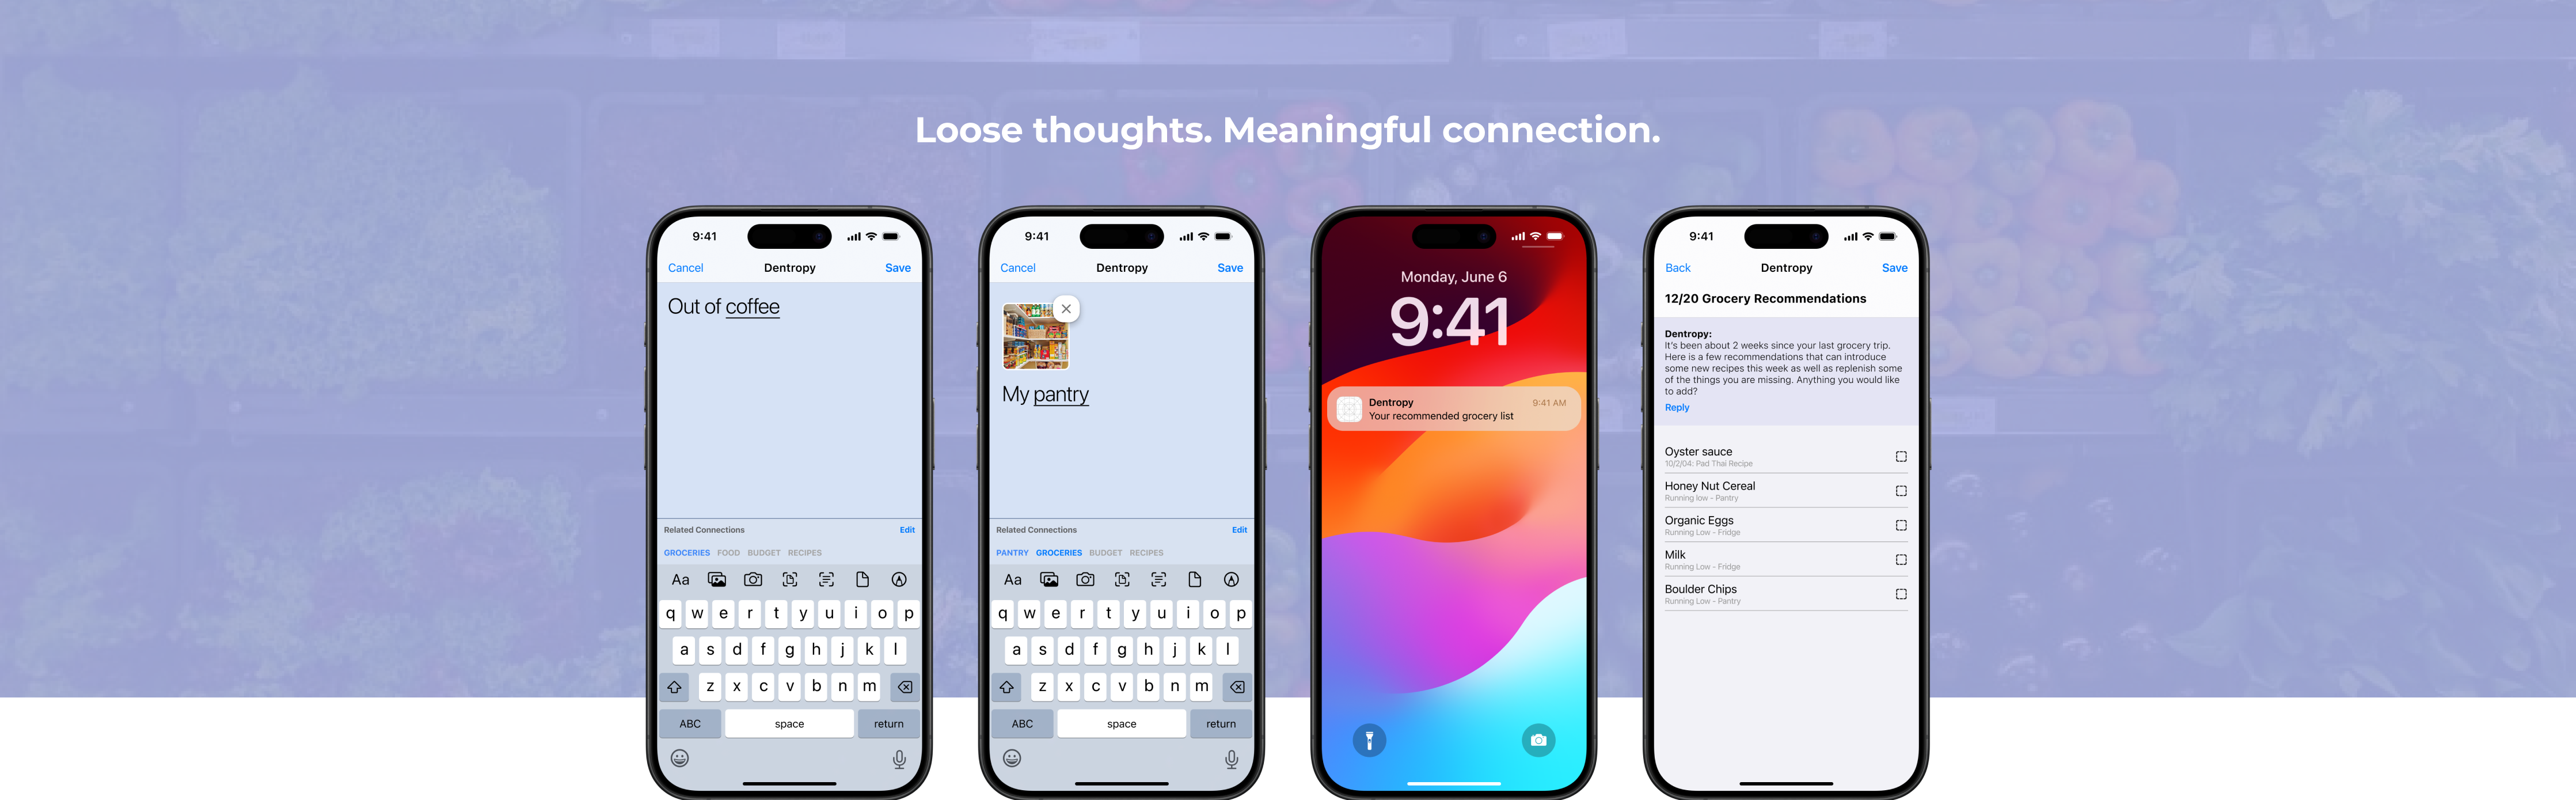 Loose thoughts. Meaningful connection.
9:41
Cancel Dentropy Save
Out of coffee
Related Connections Edit
GROCERIES FOOD BUDGET RECIPES
Aa
q w e r t y u i o p
a s d f g h j k l
z x c v b n m
ABC space return
9:41
Cancel Dentropy Save
My pantry
Related Connections Edit
PANTRY GROCERIES BUDGET RECIPES
Aa
q w e r t y u i o p
a s d f g h j k l
z x c v b n m
ABC space return
Monday, June 6
9:41
Dentropy 9:41 AM
Your recommended grocery list
9:41
Back Dentropy Save
12/20 Grocery Recommendations
Dentropy:
It's been about 2 weeks since your last grocery trip.
Here is a few recommendations that can introduce
some new recipes this week as well as replenish some
of the things you are missing. Anything you would like
to add?
Reply
Oyster sauce
10/2/04: Pad Thai Recipe
Honey Nut Cereal
Running low - Pantry
Organic Eggs
Running Low - Fridge
Milk
Running Low - Fridge
Boulder Chips
Running Low - Pantry